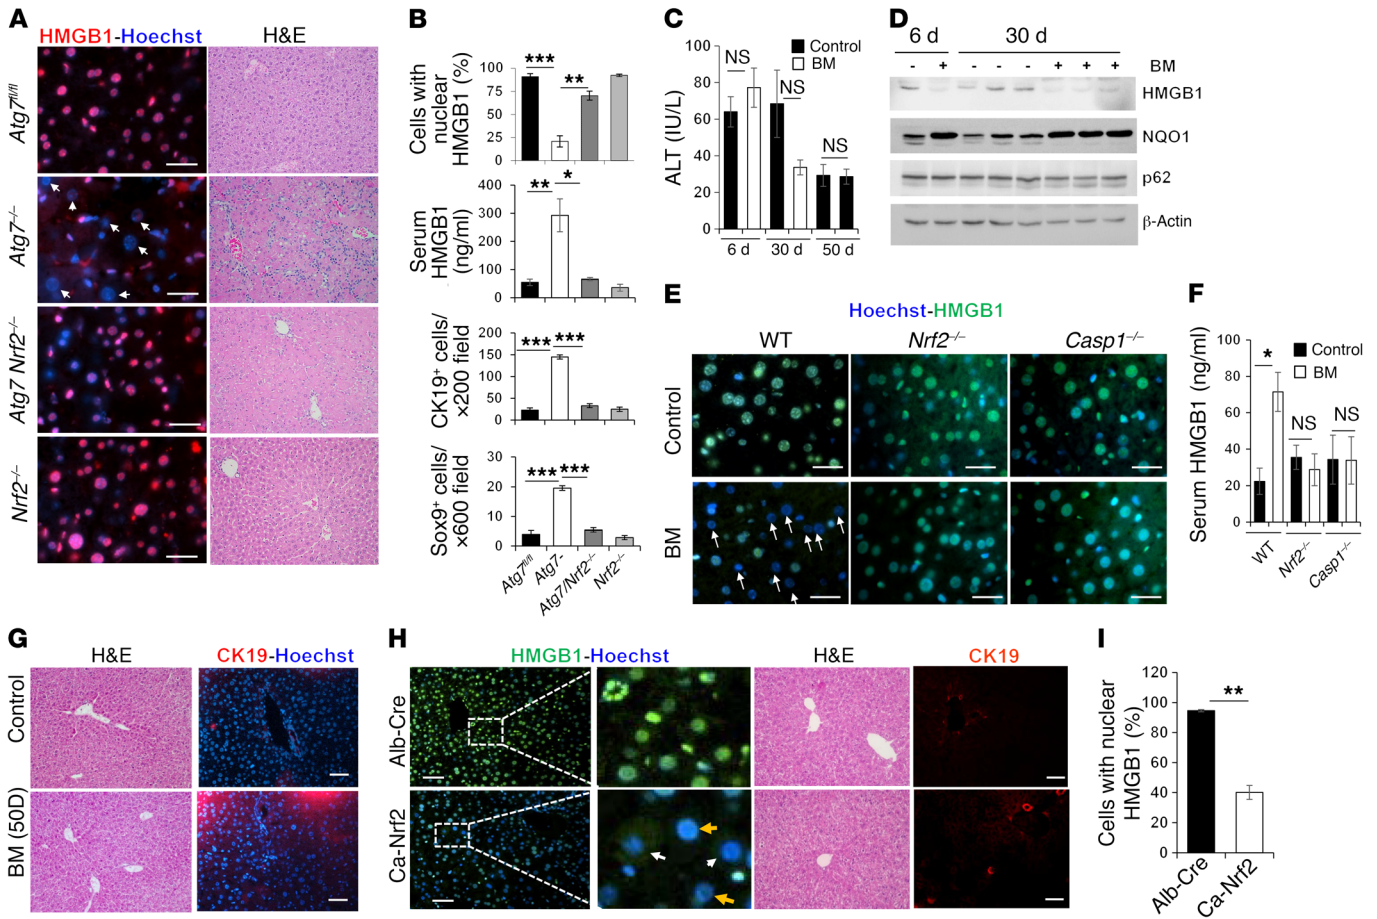 A
HMGB1-Hoechst
H&E
Atg7fl/fl
Atg7–/–
Atg7 Nrf2–/–
Nrf2–/–
B
Cells with
nuclear
HMGB1 (%)
100
75
50
25
0
***
**
Serum
HMGB1
(ng/ml)
400
300
200
100
0
**
*
CK19+ cells/
×200 field
200
150
100
50
0
***
***
Sox9+ cells/
×600 field
30
20
10
0
***
***
Atg7fl/fl
Atg7-
Atg7/Nrf2–/–
Nrf2–/–
C
ALT (IU/L)
100
80
60
40
20
0
NS
NS
NS
Control
BM
6 d
30 d
50 d
D
6 d
30 d
- + - - - + + + BM
HMGB1
NQO1
p62
β-Actin
E
Hoechst-HMGB1
WT
Nrf2–/–
Casp1–/–
Control
BM
F
Serum HMGB1 (ng/ml)
100
80
60
40
20
0
*
NS
NS
Control
BM
WT
Nrf2–/–
Casp1–/–
G
H&E
CK19-Hoechst
Control
BM (50D)
H
HMGB1-Hoechst
H&E
CK19
Alb-Cre
Ca-Nrf2
I
Cells with nuclear
HMGB1 (%)
120
100
80
60
40
20
0
**
Alb-Cre
Ca-Nrf2